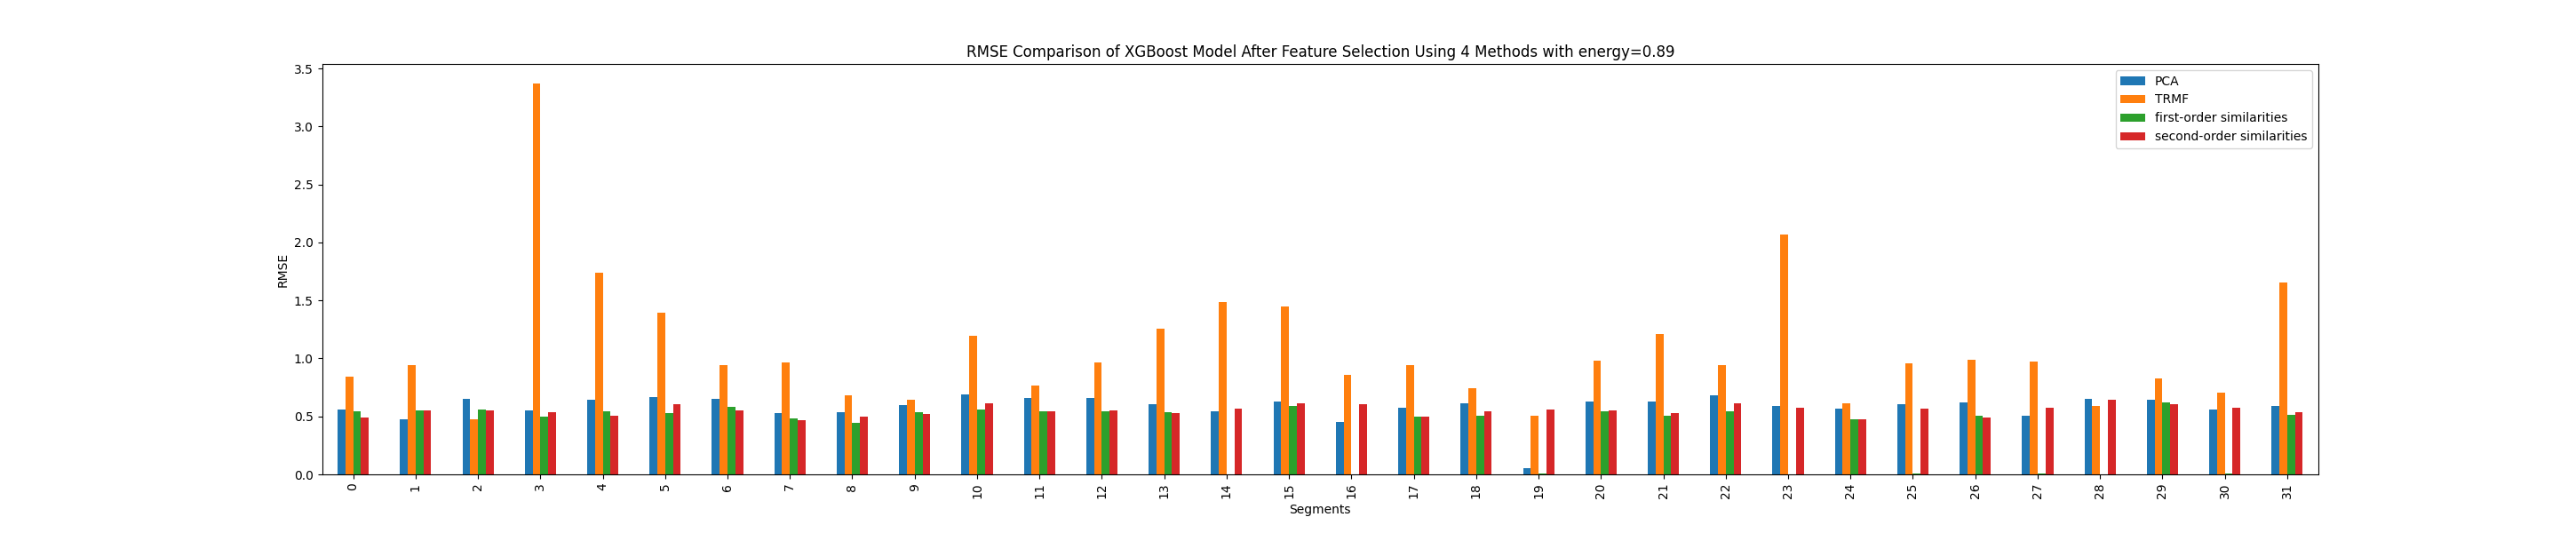 RMSE Comparison of XGBoost Model After Feature Selection Using 4 Methods with energy=0.89
3.5
3.0
2.5
2.0
1.5
1.0
0.5
0.0
RMSE
PCA
TRMF
first-order similarities
second-order similarities
0 1 2 3 4 5 6 7 8 9 10 11 12 13 14 15 16 17 18 19 20 21 22 23 24 25 26 27 28 29 30 31
Segments